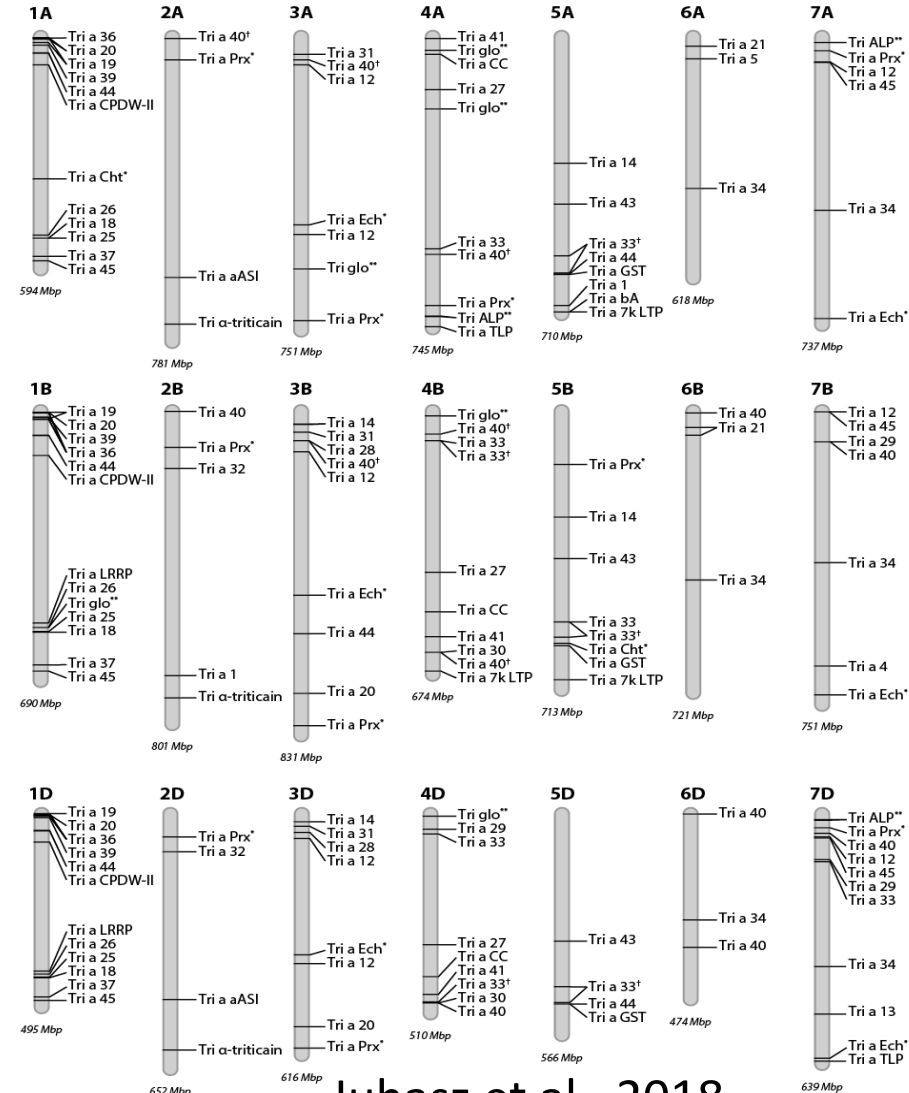 1A 2A 3A 4A 5A 6A 7A
Tri a 36
Tri a 20
Tri a 19
Tri a 39
Tri a 44
Tri a CPDW-II
Tri a Cht*
Tri a 26
Tri a 18
Tri a 25
Tri a 37
Tri a 45
594 Mbp
Tri a 40†
Tri a Prx*
Tri a aASI
Tri α-triticain
781 Mbp
Tri a 31
Tri a 40†
Tri a 12
Tri a Ech*
Tri a 12
Tri glo**
Tri a Prx*
751 Mbp
Tri a 41
Tri glo**
Tri a CC
Tri a 27
Tri glo**
Tri a 33
Tri a 40†
Tri a Prx*
Tri ALP**
Tri a TLP
745 Mbp
Tri a 14
Tri a 43
Tri a 33†
Tri a 44
Tri a GST
Tri a 1
Tri a bA
Tri a 7k LTP
710 Mbp
Tri a 21
Tri a 5
Tri a 34
618 Mbp
Tri ALP**
Tri a Prx*
Tri a 12
Tri a 45
Tri a 34
Tri a Ech*
737 Mbp
1B 2B 3B 4B 5B 6B 7B
Tri a 19
Tri a 20
Tri a 39
Tri a 36
Tri a 44
Tri a CPDW-II
Tri a LRRP
Tri a 26
Tri glo**
Tri a 25
Tri a 18
Tri a 37
Tri a 45
690 Mbp
Tri a 40
Tri a Prx*
Tri a 32
Tri a 1
Tri α-triticain
801 Mbp
Tri a 14
Tri a 31
Tri a 28
Tri a 40†
Tri a 12
Tri a Ech*
Tri a 44
Tri a 20
Tri a Prx*
831 Mbp
Tri glo**
Tri a 40†
Tri a 33
Tri a 33†
Tri a 27
Tri a CC
Tri a 41
Tri a 30
Tri a 40†
Tri a 7k LTP
674 Mbp
Tri a Prx*
Tri a 14
Tri a 43
Tri a 33
Tri a 33†
Tri a Cht*
Tri a GST
Tri a 7k LTP
713 Mbp
Tri a 40
Tri a 21
Tri a 34
721 Mbp
Tri a 12
Tri a 45
Tri a 29
Tri a 40
Tri a 34
Tri a 4
Tri a Ech*
751 Mbp
1D 2D 3D 4D 5D 6D 7D
Tri a 19
Tri a 20
Tri a 36
Tri a 39
Tri a 44
Tri a CPDW-II
Tri a LRRP
Tri a 26
Tri a 25
Tri a 18
Tri a 37
Tri a 45
495 Mbp
Tri a Prx*
Tri a 32
Tri a aASI
Tri α-triticain
652 Mbp
Tri a 14
Tri a 31
Tri a 28
Tri a 12
Tri a Ech*
Tri a 12
Tri a 20
Tri a Prx*
616 Mbp
Tri glo**
Tri a 29
Tri a 33
Tri a 27
Tri a CC
Tri a 41
Tri a 33†
Tri a 30
Tri a 40
510 Mbp
Tri a 43
Tri a 33†
Tri a 44
Tri a GST
566 Mbp
Tri a 40
Tri a 34
Tri a 40
474 Mbp
Tri ALP**
Tri a Prx*
Tri a 40
Tri a 12
Tri a 45
Tri a 29
Tri a 33
Tri a 34
Tri a 13
Tri a Ech*
Tri a TLP
639 Mbp
Juhasz et al., 2018